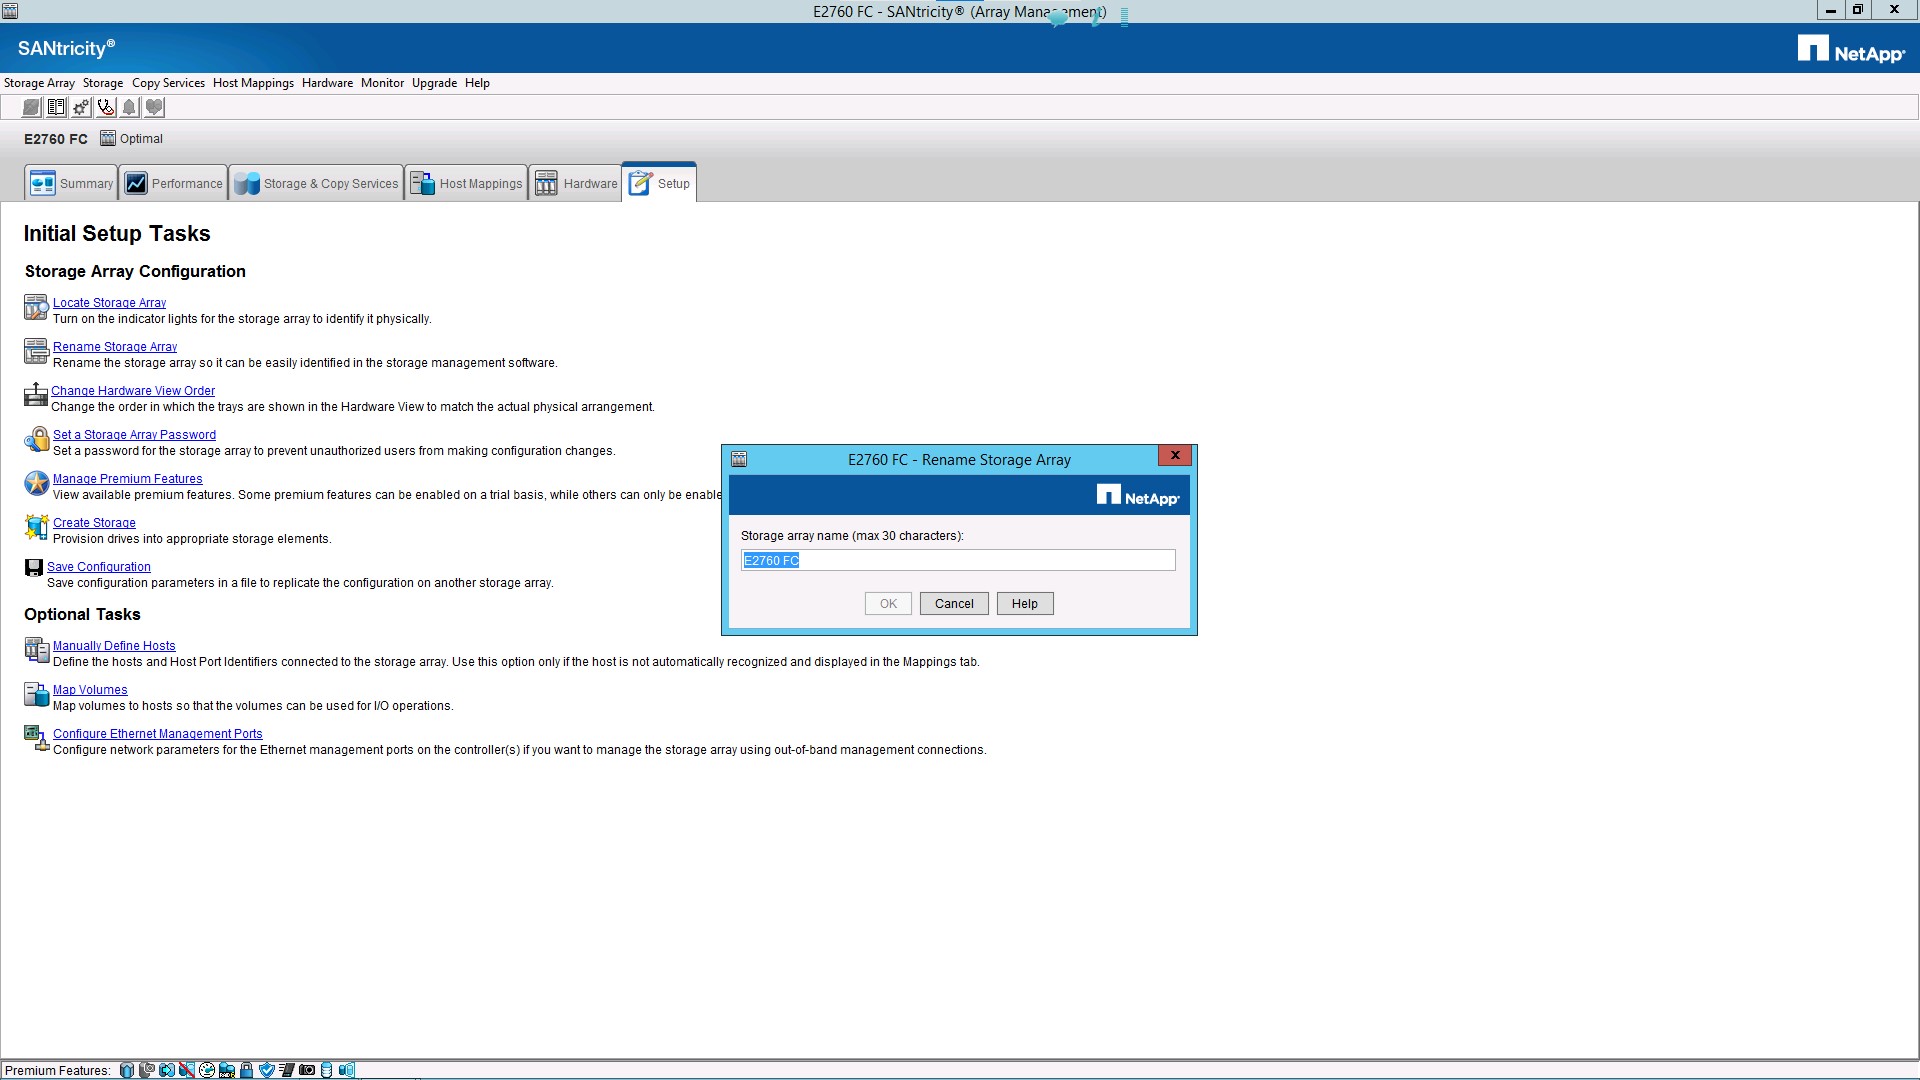 E2760 FC - SANtricity® (Array Management)
SANtricity®
NetApp
Storage Array Storage Copy Services Host Mappings Hardware Monitor Upgrade Help
E2760 FC Optimal
Summary Performance Storage & Copy Services Host Mappings Hardware Setup
Initial Setup Tasks
Storage Array Configuration
Locate Storage Array
Turn on the indicator lights for the storage array to identify it physically.
Rename Storage Array
Rename the storage array so it can be easily identified in the storage management software.
Change Hardware View Order
Change the order in which the trays are shown in the Hardware View to match the actual physical arrangement.
Set a Storage Array Password
Set a password for the storage array to prevent unauthorized users from making configuration changes.
Manage Premium Features
View available premium features. Some premium features can be enabled on a trial basis, while others can only be enable
Create Storage
Provision drives into appropriate storage elements.
Save Configuration
Save configuration parameters in a file to replicate the configuration on another storage array.
Optional Tasks
Manually Define Hosts
Define the hosts and Host Port Identifiers connected to the storage array. Use this option only if the host is not automatically recognized and displayed in the Mappings tab.
Map Volumes
Map volumes to hosts so that the volumes can be used for I/O operations.
Configure Ethernet Management Ports
Configure network parameters for the Ethernet management ports on the controller(s) if you want to manage the storage array using out-of-band management connections.
E2760 FC - Rename Storage Array
NetApp
Storage array name (max 30 characters):
E2760 FC
OK Cancel Help
Premium Features: